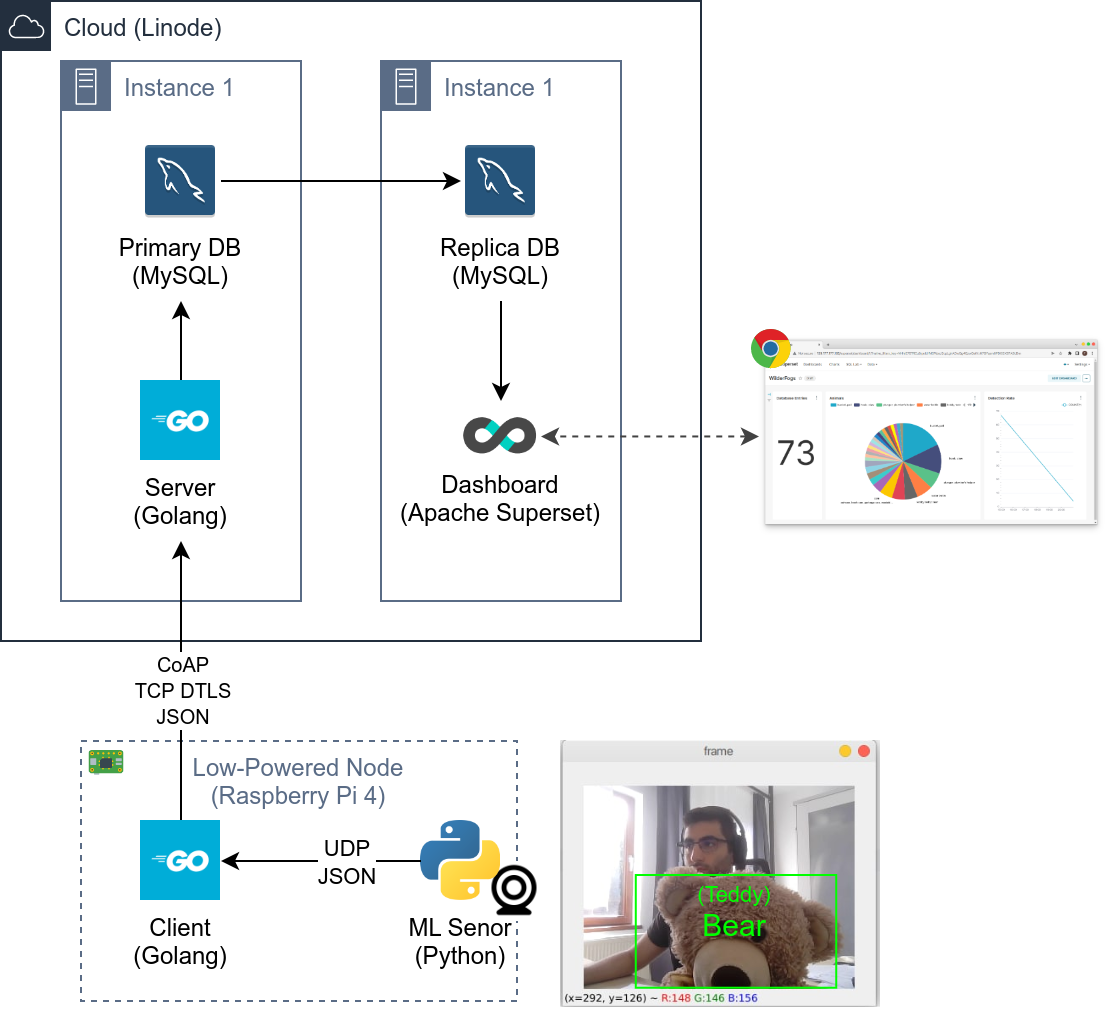 Cloud (Linode)
Instance 1
Instance 1
Primary DB
(MySQL)
Replica DB
(MySQL)
GO
Server
(Golang)
Dashboard
(Apache Superset)
WilderFogs
Database Entries
Animals
Detection Rate
73
CoAP
TCP DTLS
JSON
Low-Powered Node
(Raspberry Pi 4)
GO
UDP
JSON
Client
(Golang)
ML Senor
(Python)
frame
(Teddy)
Bear
(x=292, y=126) ~ R:148 G:146 B:156